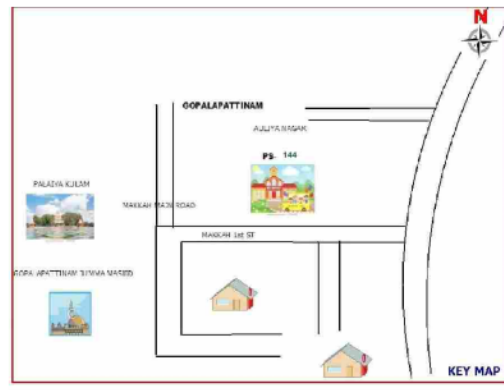 N
GOPALAPATTINAM
AULIYA NAGAR
PS- 144
PALAIYA KULAM
MAKKAH MAIN ROAD
MAKKAH 1st ST
GOPALAPATTINAM JUMMA MASJID
KEY MAP